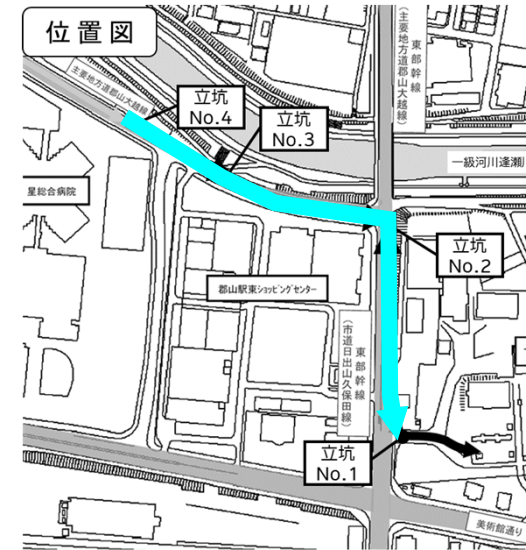 位置図
主要地方道郡山大越線
立坑
No.4
立坑
No.3
東部幹線
(主要地方道郡山大越線)
一級河川逢瀬川
星総合病院
立坑
No.2
郡山駅東ショッピングセンター
東部幹線
(市道日出山久保田線)
立坑
No.1
美術館通り